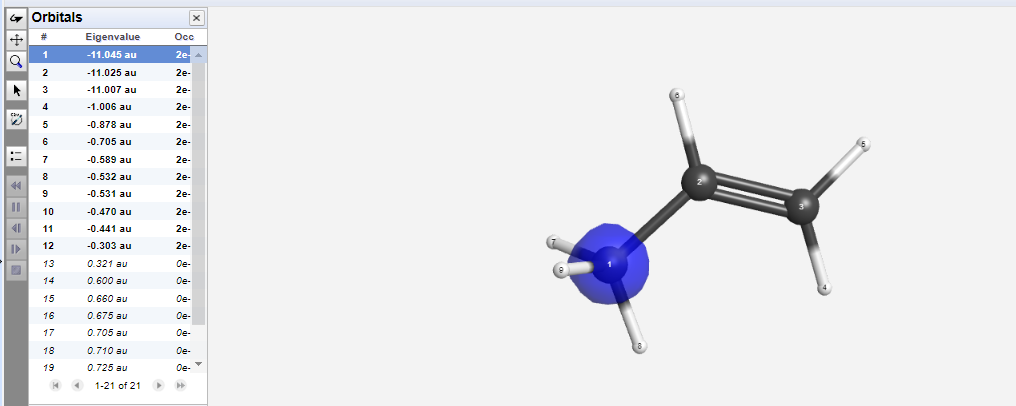 Orbitals
# Eigenvalue Occ
1 -11.045 au 2e-
2 -11.025 au 2e-
3 -11.007 au 2e-
4 -1.006 au 2e-
5 -0.878 au 2e-
6 -0.705 au 2e-
7 -0.589 au 2e-
8 -0.532 au 2e-
9 -0.531 au 2e-
10 -0.470 au 2e-
11 -0.441 au 2e-
12 -0.303 au 2e-
13 0.321 au 0e-
14 0.600 au 0e-
15 0.660 au 0e-
16 0.675 au 0e-
17 0.705 au 0e-
18 0.710 au 0e-
19 0.725 au 0e-
1-21 of 21
6
5
2
3
7
1
9
4
8